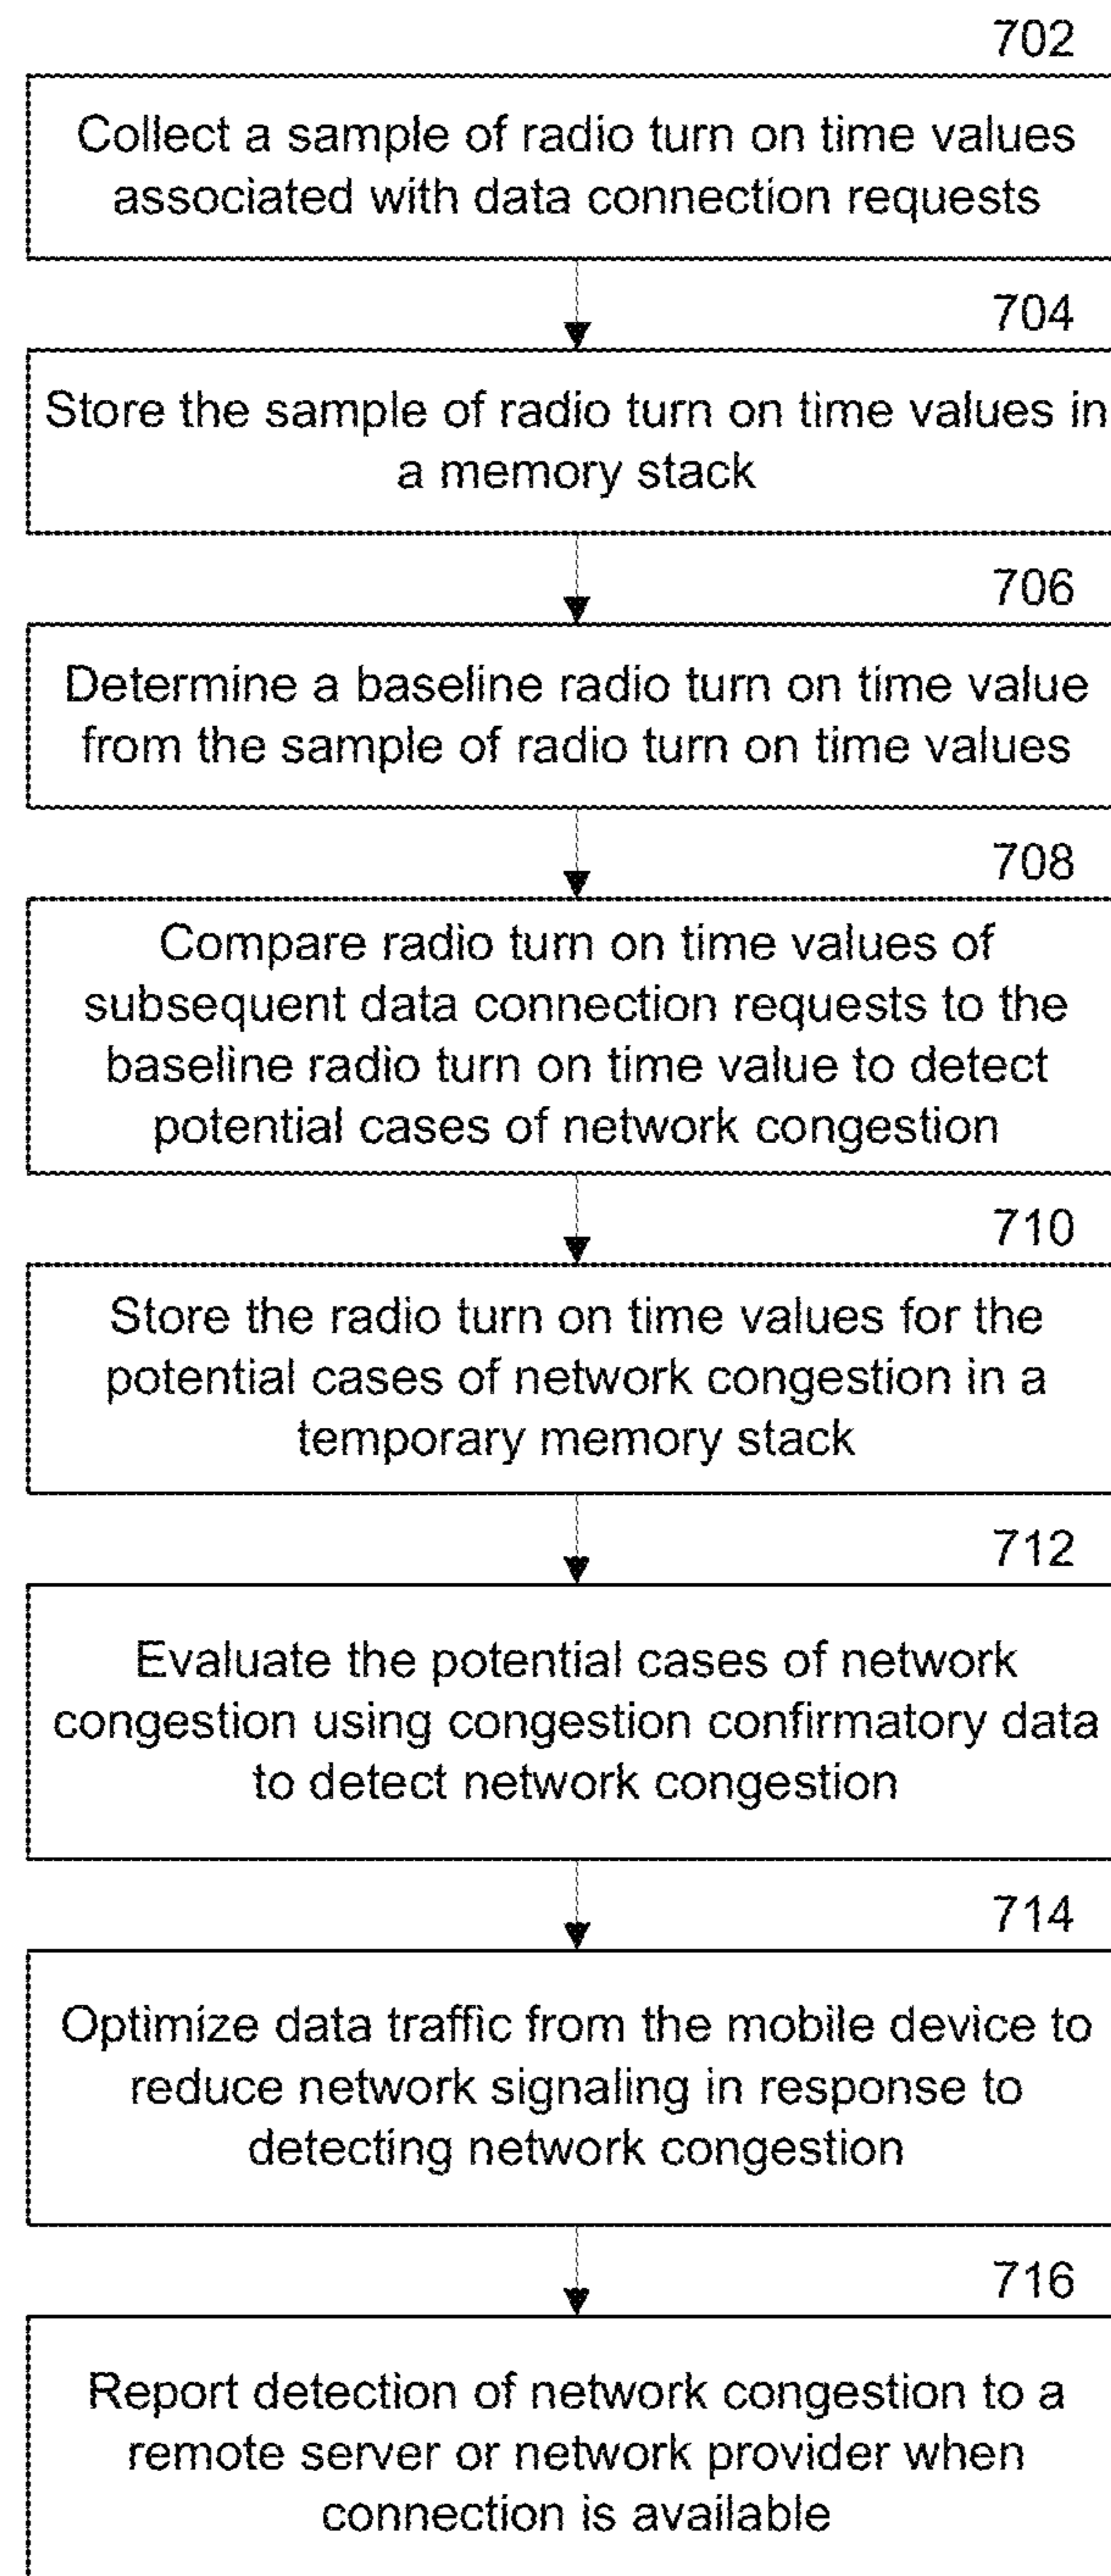 702
Collect a sample of radio turn on time values
associated with data connection requests
704
Store the sample of radio turn on time values in
a memory stack
706
Determine a baseline radio turn on time value
from the sample of radio turn on time values
708
Compare radio turn on time values of
subsequent data connection requests to the
baseline radio turn on time value to detect
potential cases of network congestion
710
Store the radio turn on time values for the
potential cases of network congestion in a
temporary memory stack
712
Evaluate the potential cases of network
congestion using congestion confirmatory data
to detect network congestion
714
Optimize data traffic from the mobile device to
reduce network signaling in response to
detecting network congestion
716
Report detection of network congestion to a
remote server or network provider when
connection is available